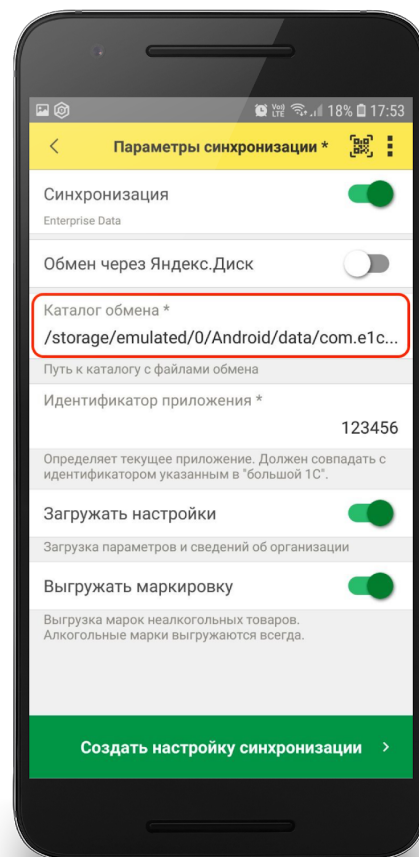 Vo) LTE 18% 17:53
Параметры синхронизации *
Синхронизация
Enterprise Data
Обмен через Яндекс.Диск
Каталог обмена *
/storage/emulated/0/Android/data/com.e1c...
Путь к каталогу с файлами обмена
Идентификатор приложения *
123456
Определяет текущее приложение. Должен совпадать с
идентификатором указанным в "большой 1С".
Загружать настройки
Загрузка параметров и сведений об организации
Выгружать маркировку
Выгрузка марок неалкогольных товаров.
Алкогольные марки выгружаются всегда.
Создать настройку синхронизации